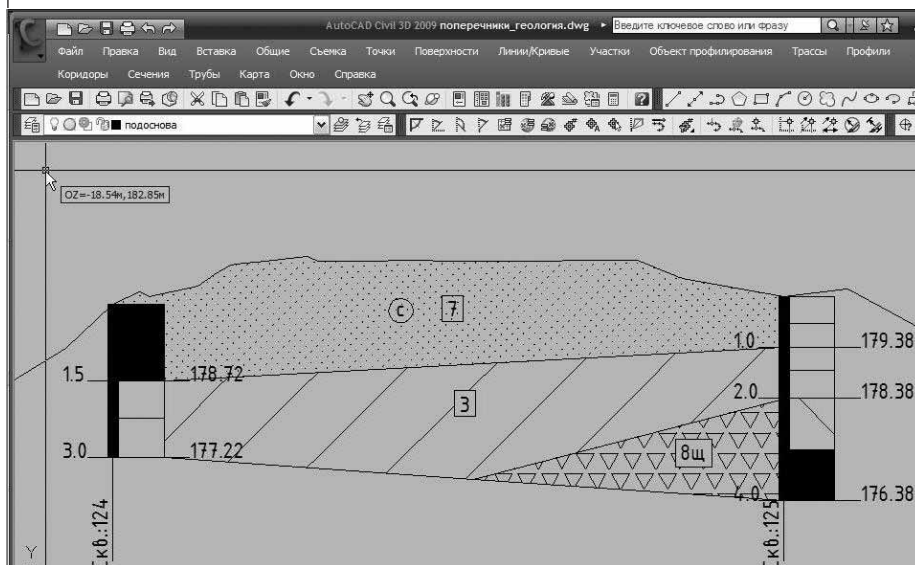 AutoCAD Civil 3D 2009 поперечники_геология.dwg Введите ключевое слово или фразу
Файл Правка Вид Вставка Общие Съемка Точки Поверхности Линии/Кривые Участки Объект профилирования Трассы Профили
Коридоры Сечения Трубы Карта Окно Справка
подоснова
OZ=-18.54м,182.85м
С 7
1.0 179.38
1.5 178.72
3 2.0 178.38
3.0 177.22 8щ
4.0 176.38
Скв.:124 Скв.:125
Y